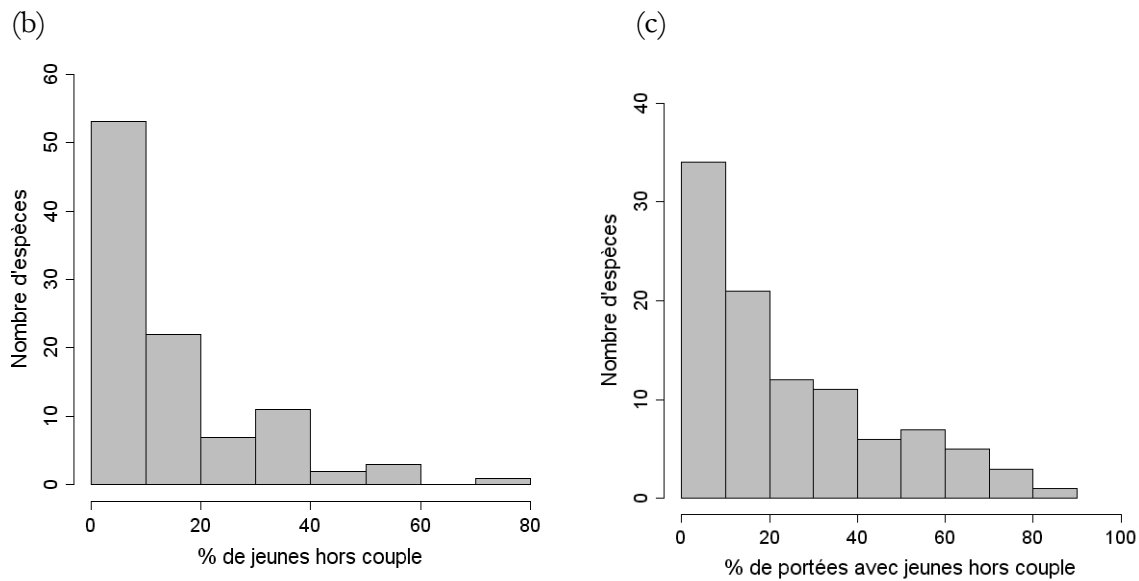 (b)
60
50
40
30
20
10
0
Nombre d'espèces
0 20 40 60 80
% de jeunes hors couple
(c)
40
30
20
10
0
Nombre d'espèces
0 20 40 60 80 100
% de portées avec jeunes hors couple